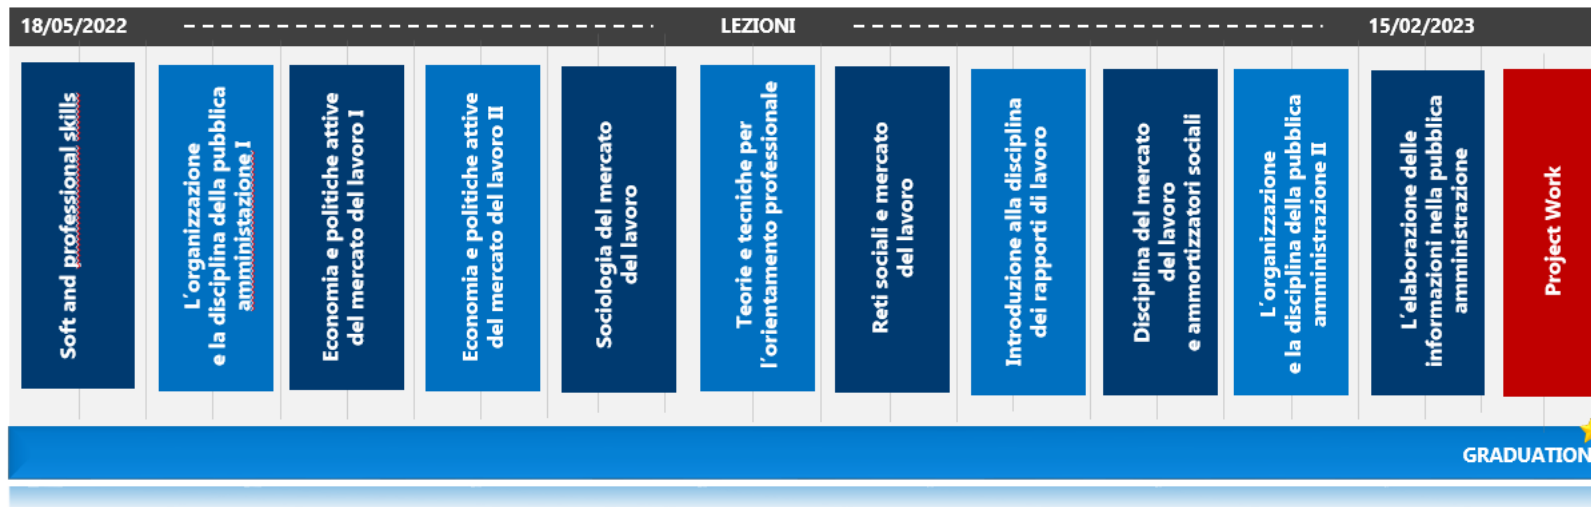 18/05/2022
LEZIONI
15/02/2023
Soft and professional skills
L'organizzazione
e la disciplina della pubblica
amministazione I
Economia e politiche attive
del mercato del lavoro I
Economia e politiche attive
del mercato del lavoro II
Sociologia del mercato
del lavoro
Teorie e tecniche per
l'orientamento professionale
Reti sociali e mercato
del lavoro
Introduzione alla disciplina
dei rapporti di lavoro
Disciplina del mercato
del lavoro
e ammortizzatori sociali
L'organizzazione
e la disciplina della pubblica
amministrazione II
L'elaborazione delle
informazioni nella pubblica
amministrazione
Project Work
GRADUATION